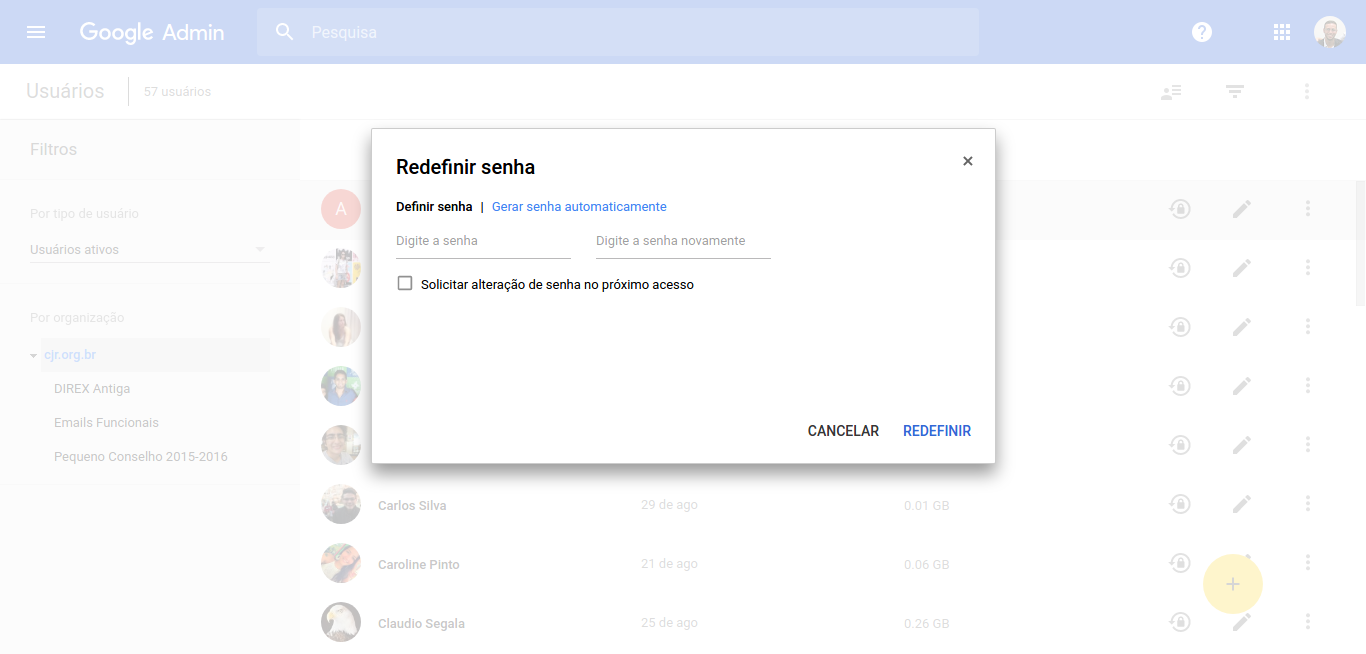 Google Admin
Pesquisa
Usuários
57 usuários
Filtros
Por tipo de usuário
Usuários ativos
Por organização
cjr.org.br
DIREX Antiga
Emails Funcionais
Pequeno Conselho 2015-2016
A
Redefinir senha
Definir senha | Gerar senha automaticamente
Digite a senha Digite a senha novamente
Solicitar alteração de senha no próximo acesso
CANCELAR REDEFINIR
Carlos Silva 29 de ago 0.01 GB
Caroline Pinto 21 de ago 0.06 GB
Claudio Segala 25 de ago 0.26 GB